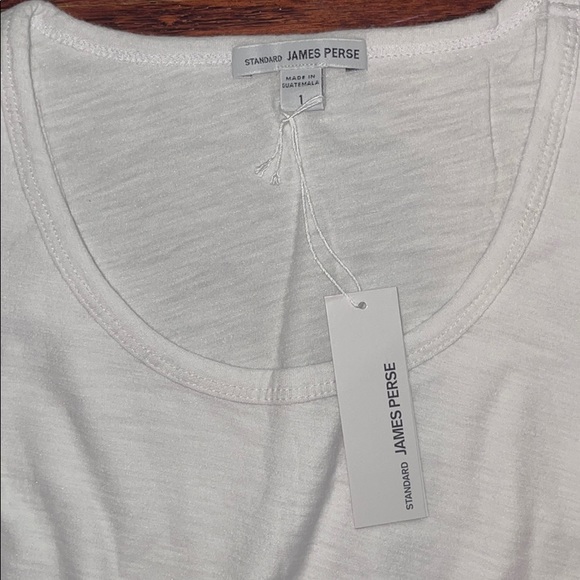 STANDARD JAMES PERSE
MADE IN
GUATEMALA
1
STANDARD JAMES PERSE